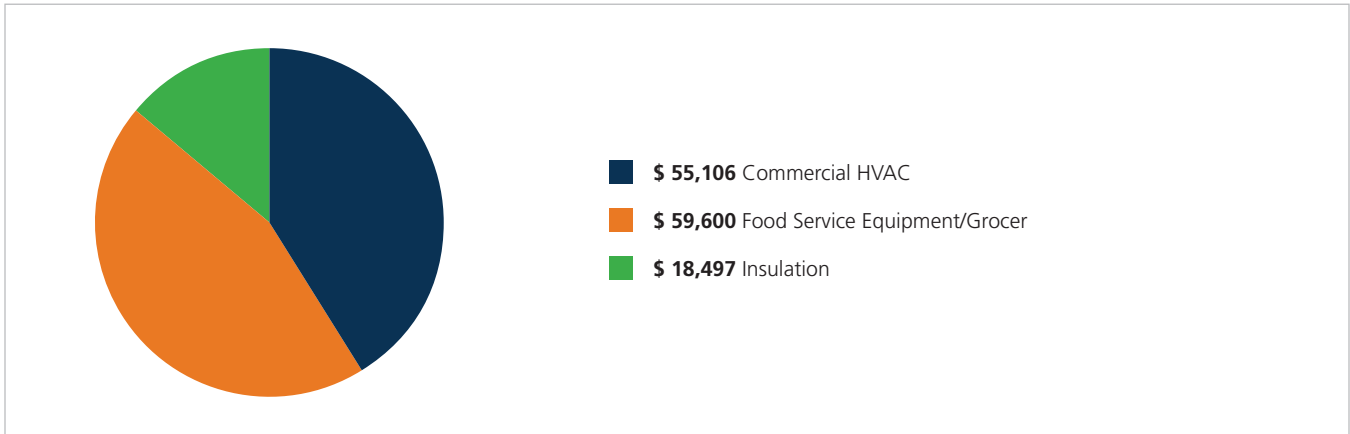 $ 55,106 Commercial HVAC
$ 59,600 Food Service Equipment/Grocer
$ 18,497 Insulation